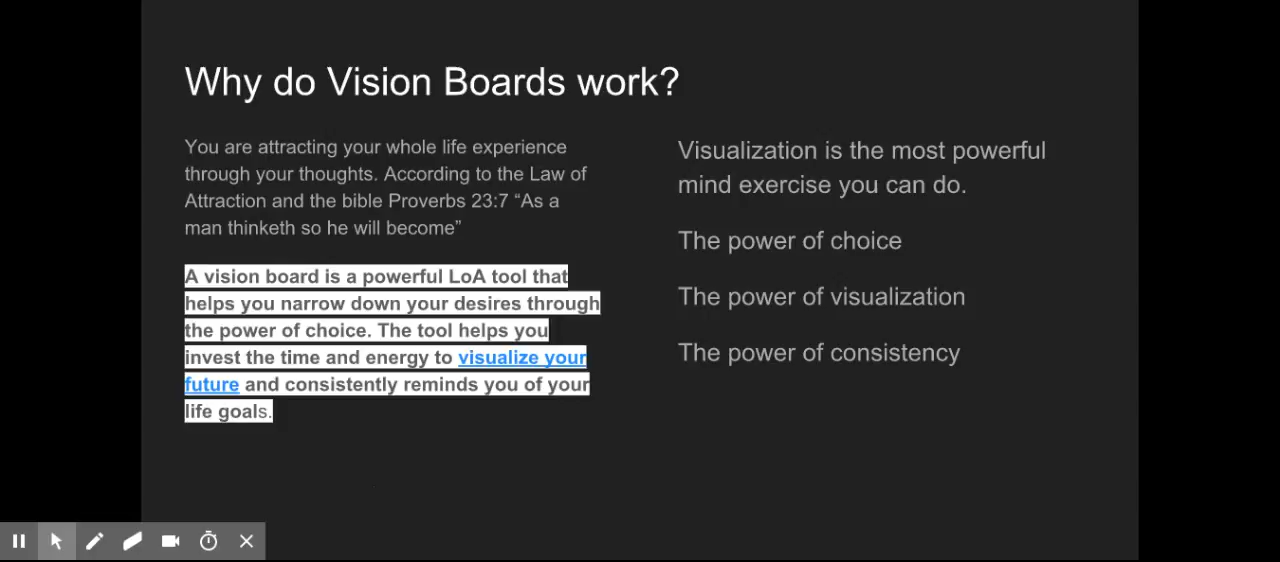 Why do Vision Boards work?
You are attracting your whole life experience
through your thoughts. According to the Law of
Attraction and the bible Proverbs 23:7 “As a
man thinketh so he will become”
A vision board is a powerful LoA tool that
helps you narrow down your desires through
the power of choice. The tool helps you
invest the time and energy to visualize your
future and consistently reminds you of your
life goals.
Visualization is the most powerful
mind exercise you can do.
The power of choice
The power of visualization
The power of consistency